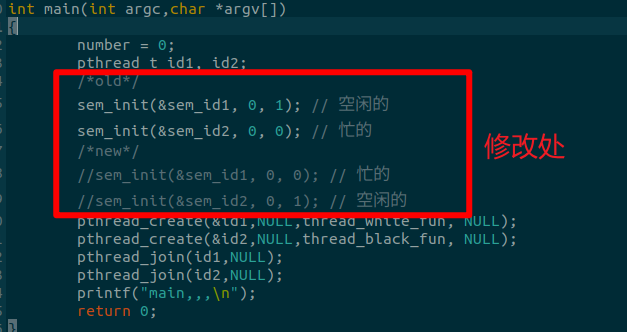 int main(int argc,char *argv[])
{
number = 0;
pthread_t id1, id2;
/*old*/
sem_init(&sem_id1, 0, 1); // 空闲的
sem_init(&sem_id2, 0, 0); // 忙的
/*new*/
//sem_init(&sem_id1, 0, 0); // 忙的
//sem_init(&sem_id2, 0, 1); // 空闲的
修改处
pthread_create(&id1,NULL,thread_white_fun, NULL);
pthread_create(&id2,NULL,thread_black_fun, NULL);
pthread_join(id1,NULL);
pthread_join(id2,NULL);
printf("main,,,\n");
return 0;
}